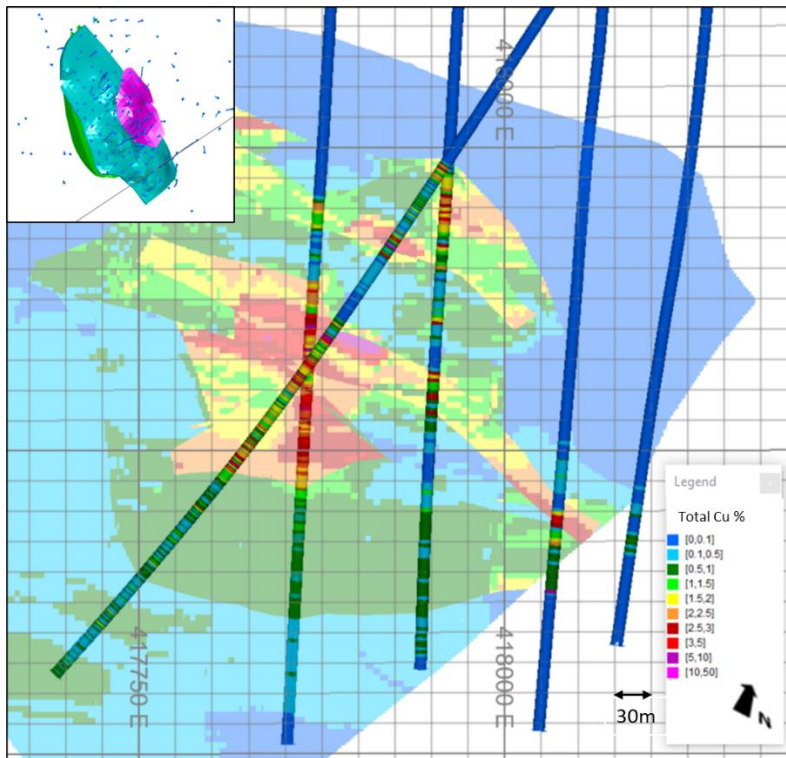 418000 E
Legend
Total Cu %
[0,0.1]
[0.1,0.5]
[0.5,1]
[1,1.5]
[1.5,2]
[2,2.5]
[2.5,3]
[3,5]
[5,10]
[10,50]
417750 E
418000 E
30m
N